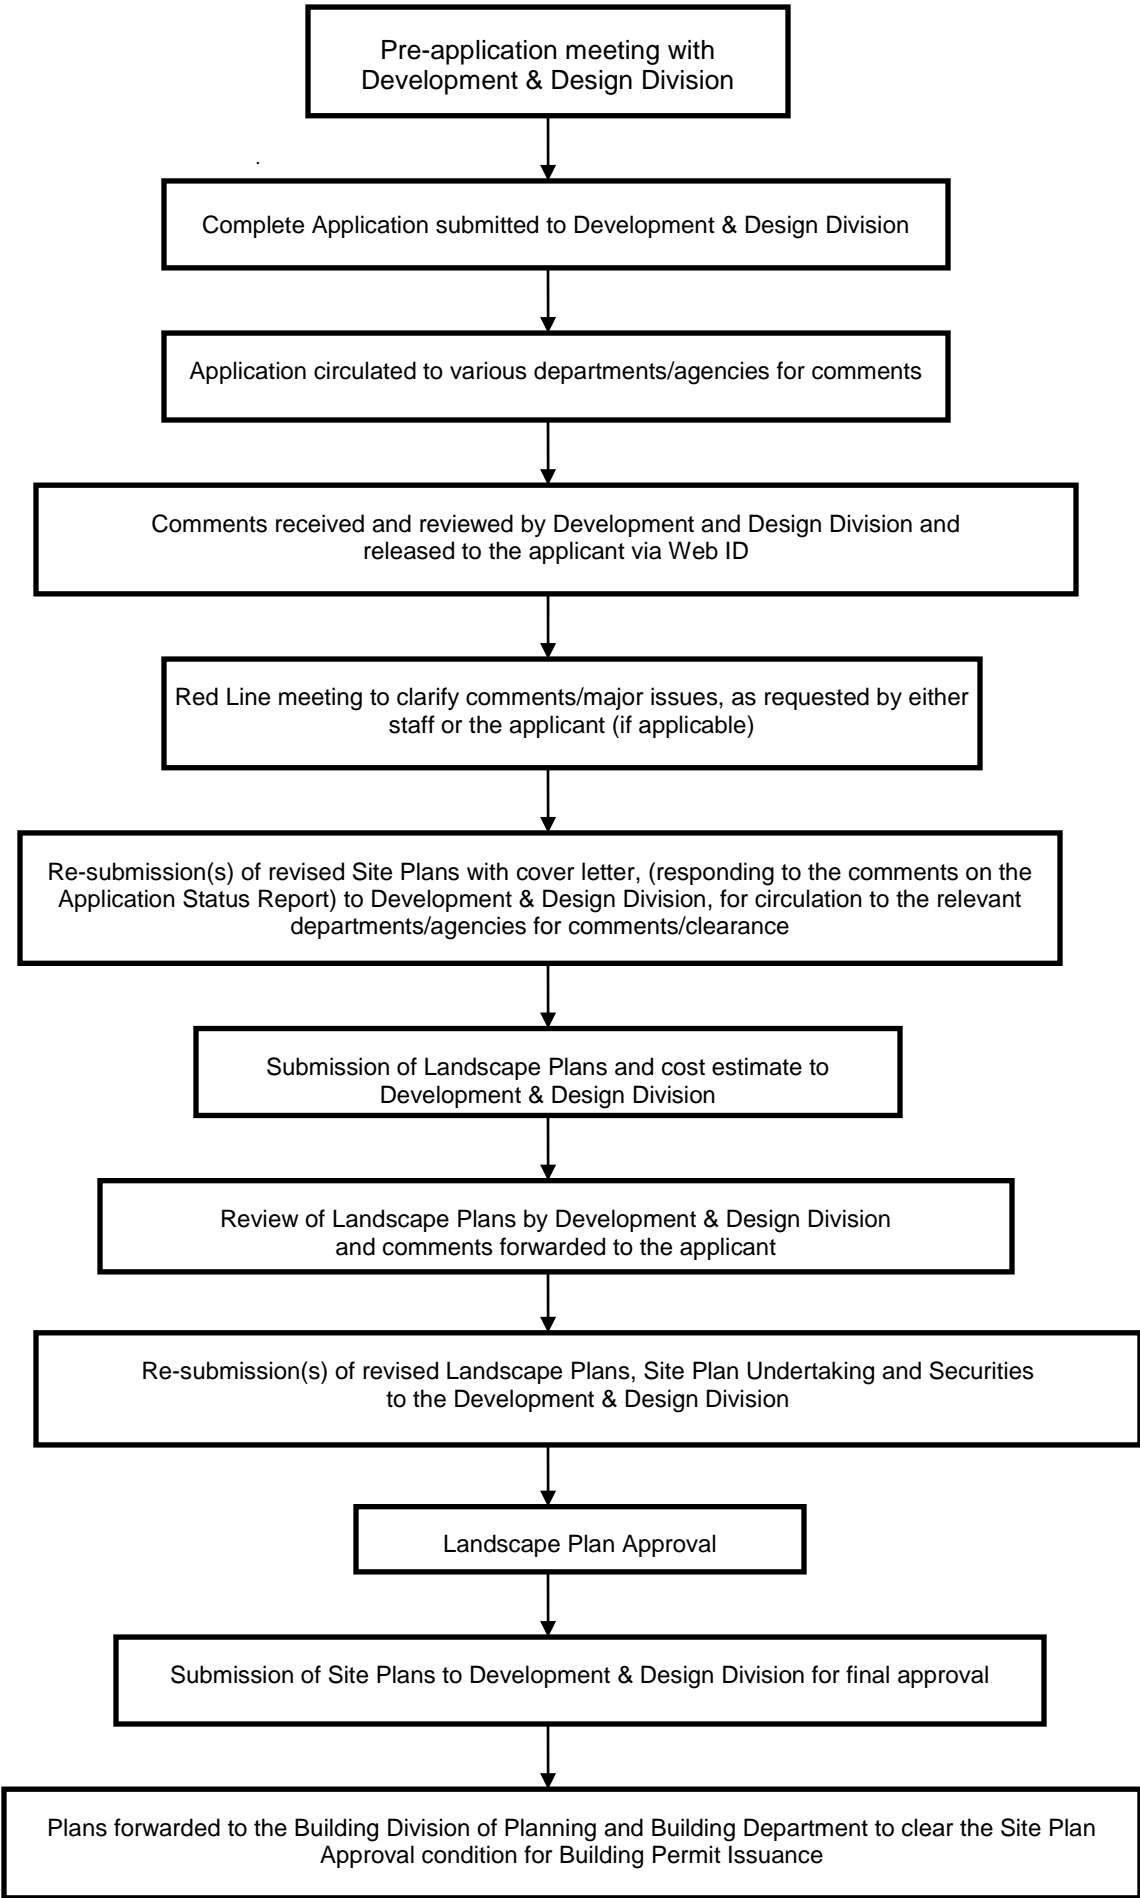 Pre-application meeting with
Development & Design Division
Complete Application submitted to Development & Design Division
Application circulated to various departments/agencies for comments
Comments received and reviewed by Development and Design Division and
released to the applicant via Web ID
Red Line meeting to clarify comments/major issues, as requested by either
staff or the applicant (if applicable)
Re-submission(s) of revised Site Plans with cover letter, (responding to the comments on the
Application Status Report) to Development & Design Division, for circulation to the relevant
departments/agencies for comments/clearance
Submission of Landscape Plans and cost estimate to
Development & Design Division
Review of Landscape Plans by Development & Design Division
and comments forwarded to the applicant
Re-submission(s) of revised Landscape Plans, Site Plan Undertaking and Securities
to the Development & Design Division
Landscape Plan Approval
Submission of Site Plans to Development & Design Division for final approval
Plans forwarded to the Building Division of Planning and Building Department to clear the Site Plan
Approval condition for Building Permit Issuance